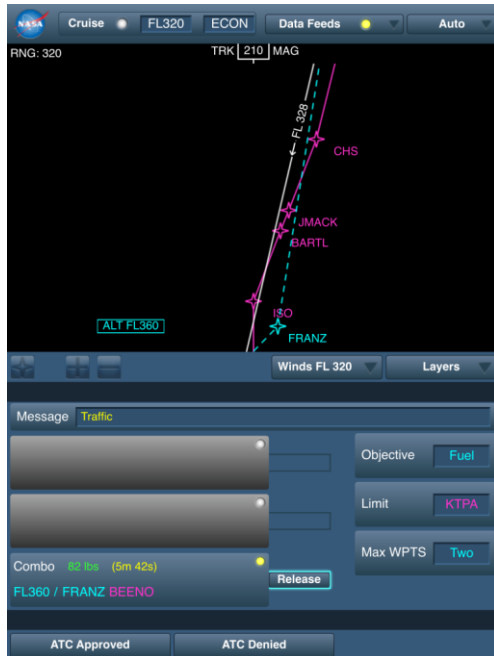 NASA Cruise FL320 ECON Data Feeds Auto
RNG: 320
TRK 210 MAG
← FL 328
CHS
JMACK
BARTL
ISO
ALT FL360
FRANZ
Winds FL 320 Layers
Message Traffic
Objective Fuel
Limit KTPA
Max WPTS Two
Combo 82 lbs (5m 42s)
FL360 / FRANZ BEENO
Release
ATC Approved ATC Denied